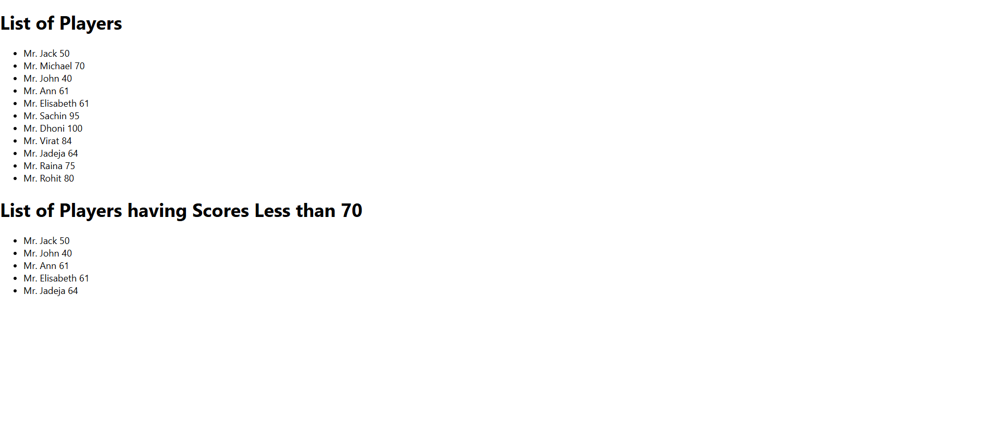 List of Players
Mr. Jack 50
Mr. Michael 70
Mr. John 40
Mr. Ann 61
Mr. Elisabeth 61
Mr. Sachin 95
Mr. Dhoni 100
Mr. Virat 84
Mr. Jadeja 64
Mr. Raina 75
Mr. Rohit 80
List of Players having Scores Less than 70
Mr. Jack 50
Mr. John 40
Mr. Ann 61
Mr. Elisabeth 61
Mr. Jadeja 64